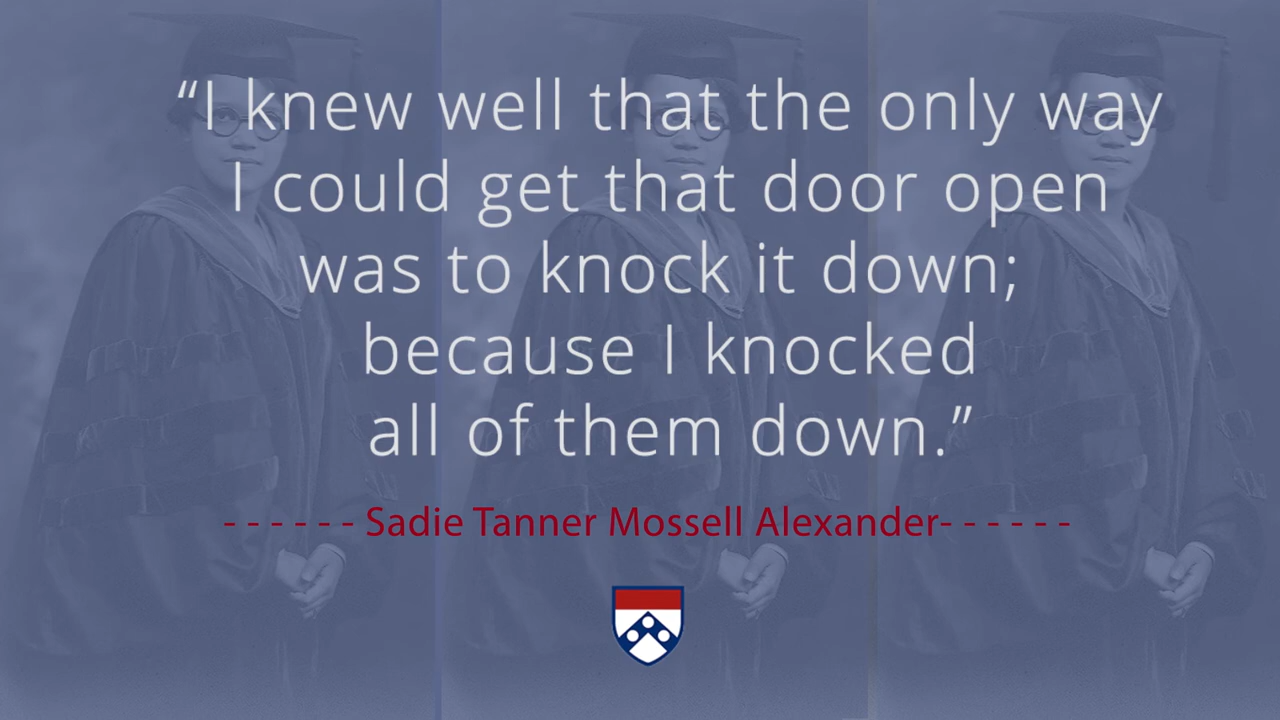 “I knew well that the only way
I could get that door open
was to knock it down;
because I knocked
all of them down.”
- - - - - - Sadie Tanner Mossell Alexander- - - - - -